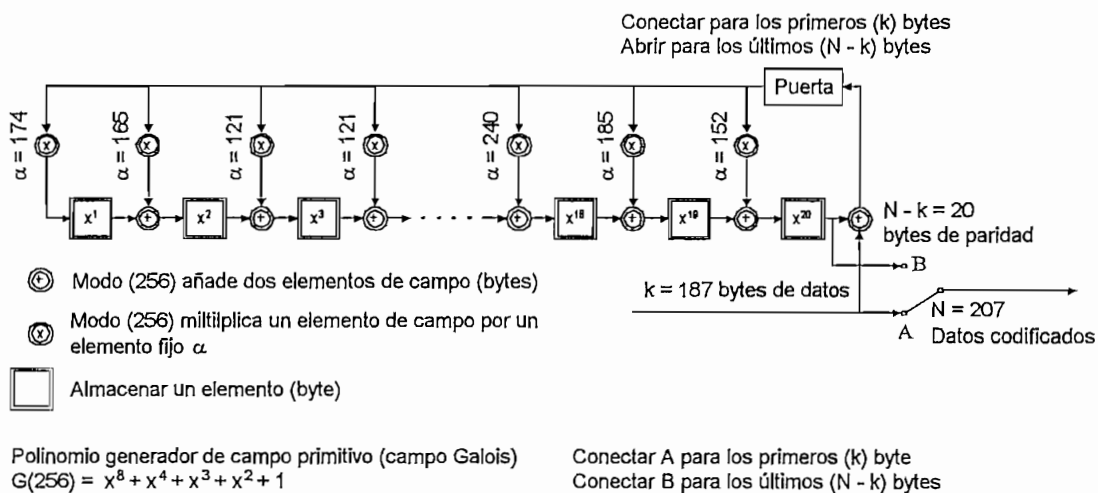 Conectar para los primeros (k) bytes
Abrir para los últimos (N - k) bytes
Puerta
α = 174
α = 165
α = 121
α = 121
α = 240
α = 185
α = 152
x
x
x
x
x
x
x
X¹
+
X²
+
X³
+
· · · · · ·
+
X¹⁸
+
X¹⁹
+
X²⁰
+
N - k = 20
bytes de paridad
B
+ Modo (256) añade dos elementos de campo (bytes)
k = 187 bytes de datos
N = 207
A
Datos codificados
x Modo (256) miltilplica un elemento de campo por un
elemento fijo α
Almacenar un elemento (byte)
Polinomio generador de campo primitivo (campo Galois)
G(256) = x⁸ + x⁴ + x³ + x² + 1
Conectar A para los primeros (k) byte
Conectar B para los últimos (N - k) bytes